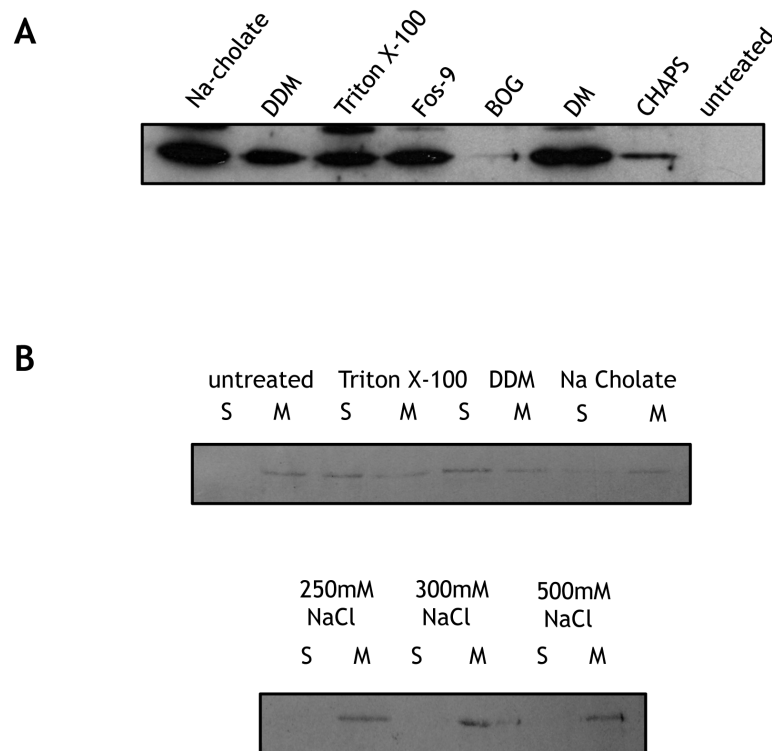 A
Na-cholate DDM Triton X-100 Fos-9 BOG DM CHAPS untreated
B
untreated Triton X-100 DDM Na Cholate
S M S M S M S M
250mM 300mM 500mM
NaCl NaCl NaCl
S M S M S M